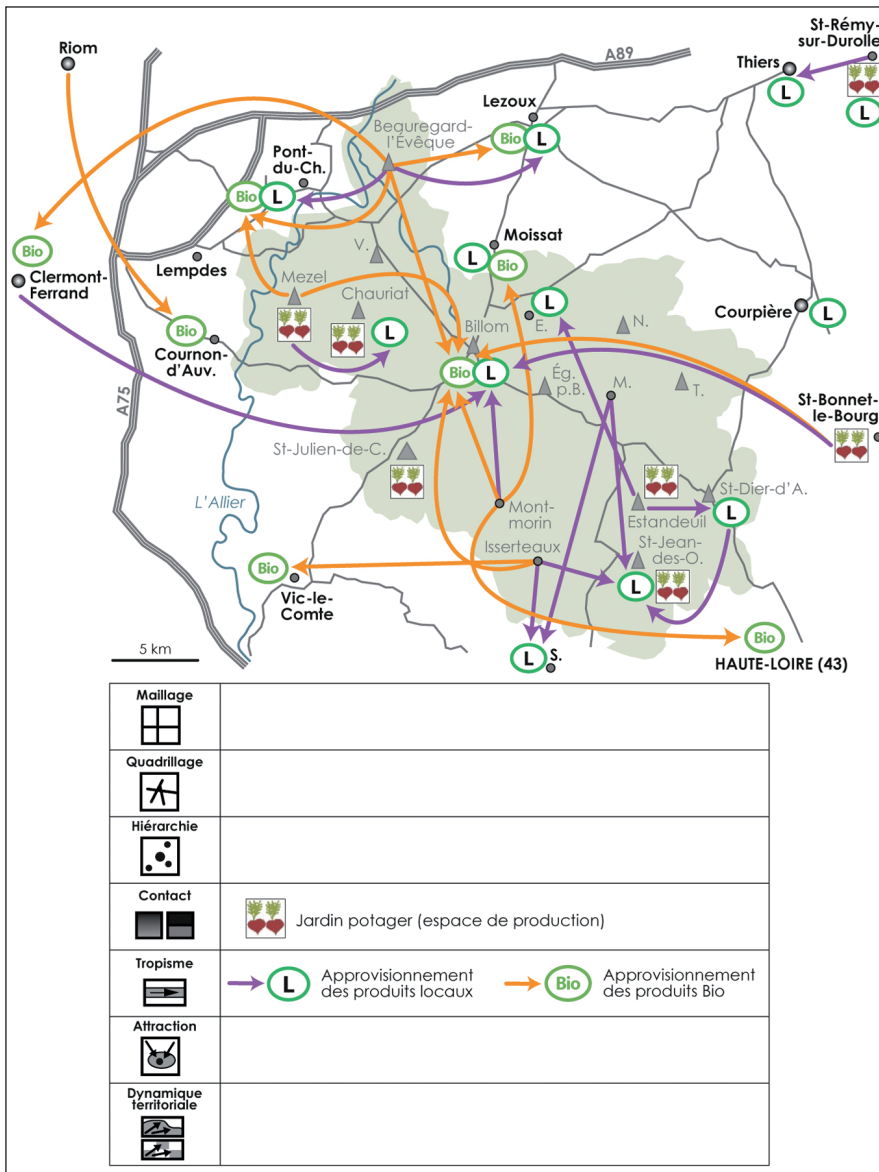 Riom
A89
St-Rémy-
sur-Durolle
Thiers
L
L
Lezoux
Beauregard-
l'Évêque
Bio
L
Pont-
du-Ch.
Bio
L
Bio
Clermont-
Ferrand
Lempdes
V.
Moissat
L
Bio
Mezel
Chauriat
L
L
E.
N.
Courpière
L
Bio
Cournon-
d'Auv.
Billom
Bio
L
Ég.
p.B.
M.
T.
A75
St-Bonnet-
le-Bourg
St-Julien-de-C.
L'Allier
Mont-
morin
St-Dier-d'A.
L
Estandeuil
Isserteaux
St-Jean-
des-O.
L
Bio
Vic-le-
Comte
5 km
L
S.
Bio
HAUTE-LOIRE (43)
Maillage
Quadrillage
Hiérarchie
Contact
Jardin potager (espace de production)
Tropisme
L
Approvisionnement
des produits locaux
Bio
Approvisionnement
des produits Bio
Attraction
Dynamique
territoriale